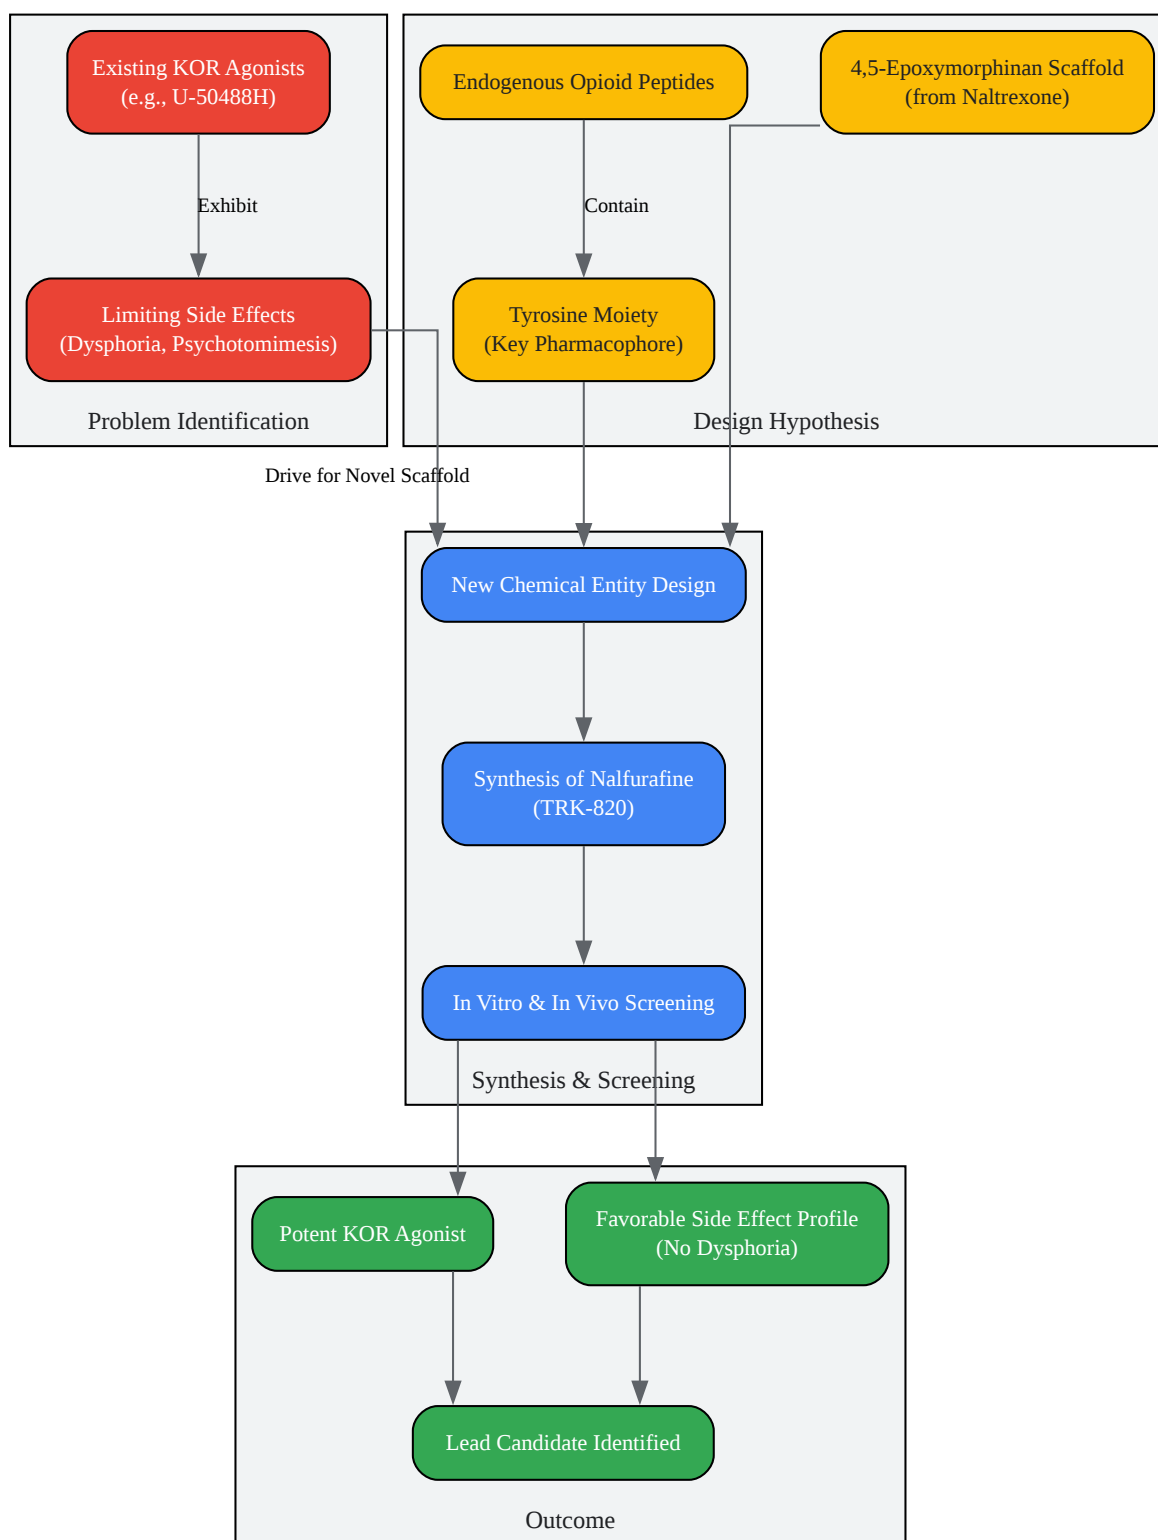 Existing KOR Agonists
(e.g., U-50488H)
Endogenous Opioid Peptides
4,5-Epoxymorphinan Scaffold
(from Naltrexone)
Exhibit
Contain
Limiting Side Effects
(Dysphoria, Psychotomimesis)
Tyrosine Moiety
(Key Pharmacophore)
Problem Identification
Design Hypothesis
Drive for Novel Scaffold
New Chemical Entity Design
Synthesis of Nalfurafine
(TRK-820)
In Vitro & In Vivo Screening
Synthesis & Screening
Potent KOR Agonist
Favorable Side Effect Profile
(No Dysphoria)
Lead Candidate Identified
Outcome